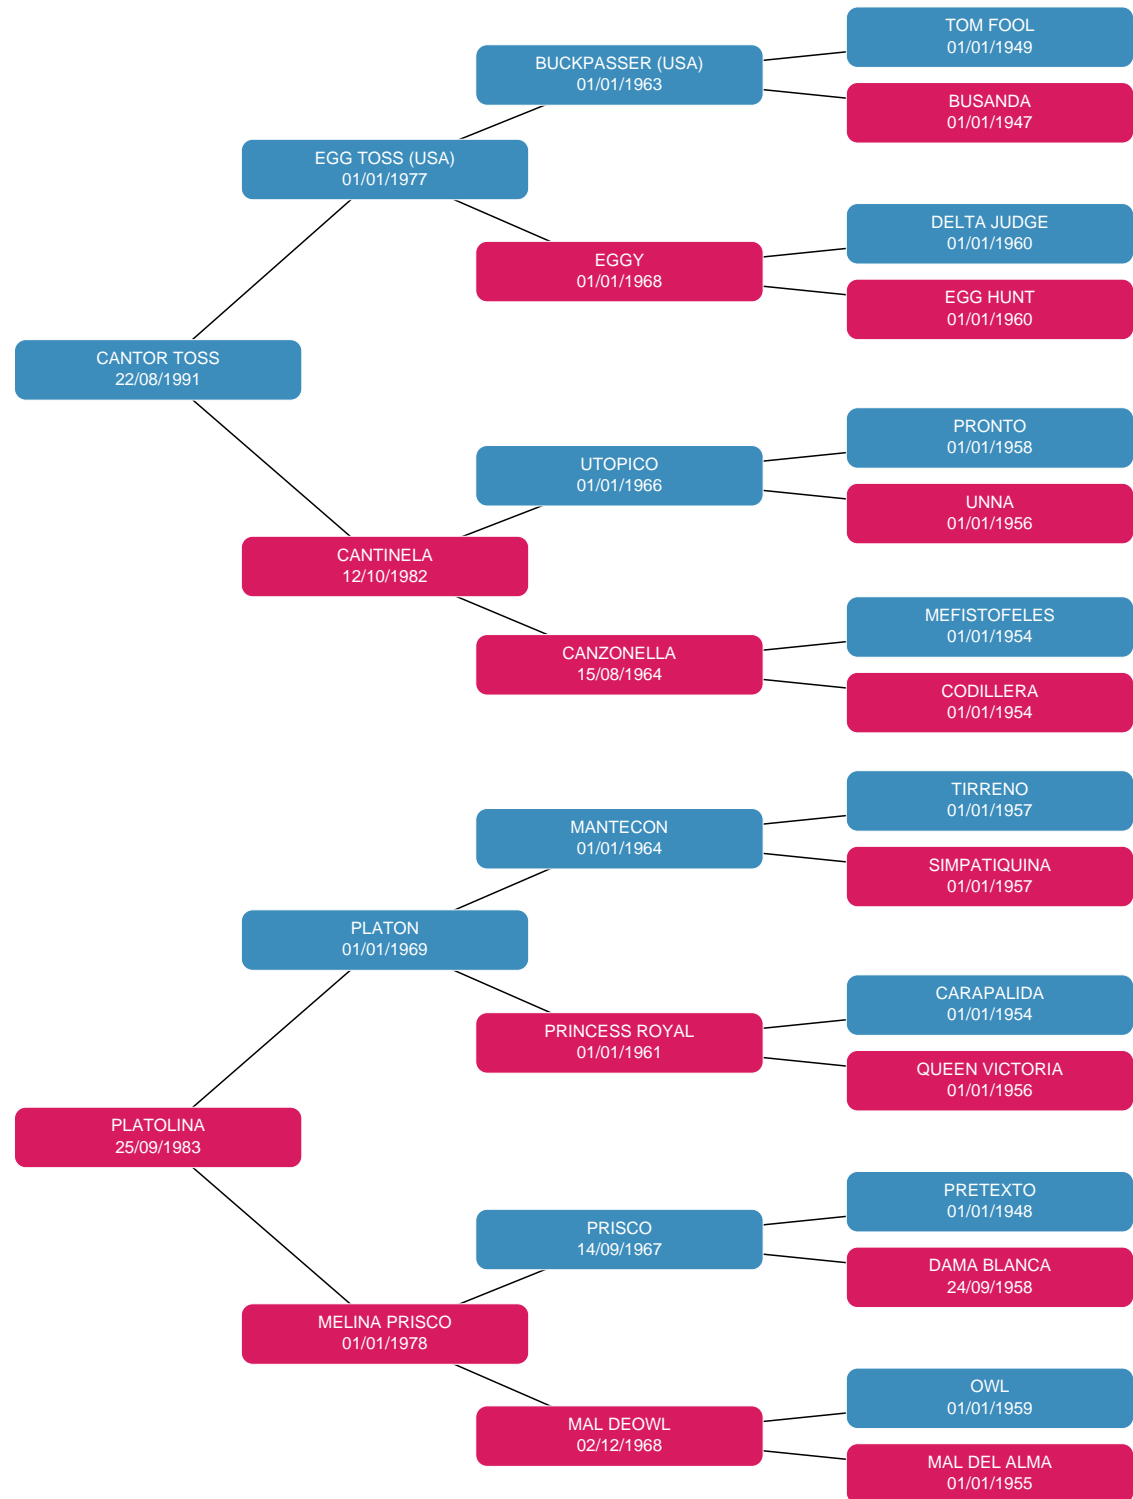 TOM FOOL
01/01/1949
BUCKPASSER (USA)
01/01/1963
BUSANDA
01/01/1947
EGG TOSS (USA)
01/01/1977
DELTA JUDGE
01/01/1960
EGGY
01/01/1968
EGG HUNT
01/01/1960
CANTOR TOSS
22/08/1991
PRONTO
01/01/1958
UTOPICO
01/01/1966
UNNA
01/01/1956
CANTINELA
12/10/1982
MEFISTOFELES
01/01/1954
CANZONELLA
15/08/1964
CODILLERA
01/01/1954
TIRRENO
01/01/1957
MANTECON
01/01/1964
SIMPATIQUINA
01/01/1957
PLATON
01/01/1969
CARAPALIDA
01/01/1954
PRINCESS ROYAL
01/01/1961
QUEEN VICTORIA
01/01/1956
PLATOLINA
25/09/1983
PRETEXTO
01/01/1948
PRISCO
14/09/1967
DAMA BLANCA
24/09/1958
MELINA PRISCO
01/01/1978
OWL
01/01/1959
MAL DEOWL
02/12/1968
MAL DEL ALMA
01/01/1955